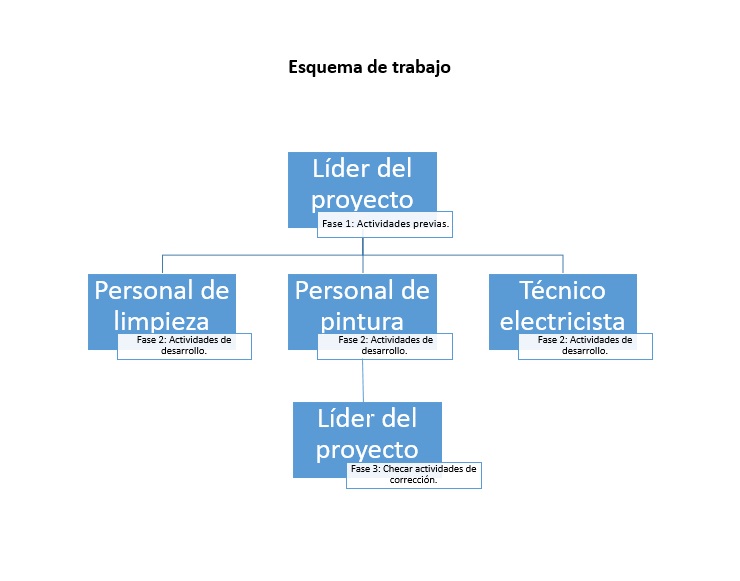 Esquema de trabajo
Líder del
proyecto
Fase 1: Actividades previas.
Personal de
limpieza
Fase 2: Actividades de
desarrollo.
Personal de
pintura
Fase 2: Actividades de
desarrollo.
Técnico
electricista
Fase 2: Actividades de
desarrollo.
Líder del
proyecto
Fase 3: Checar actividades de
corrección.